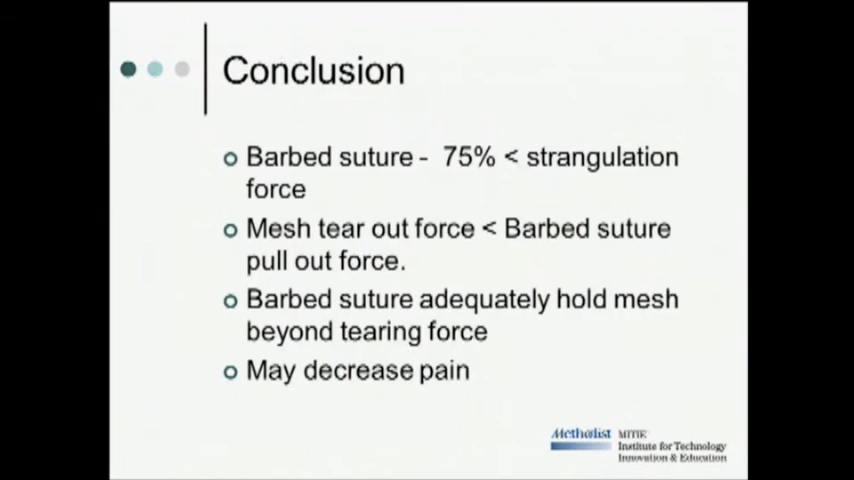 Conclusion
Barbed suture - 75% < strangulation
force
Mesh tear out force < Barbed suture
pull out force.
Barbed suture adequately hold mesh
beyond tearing force
May decrease pain
Methodist MITIE
Institute for Technology
Innovation & Education